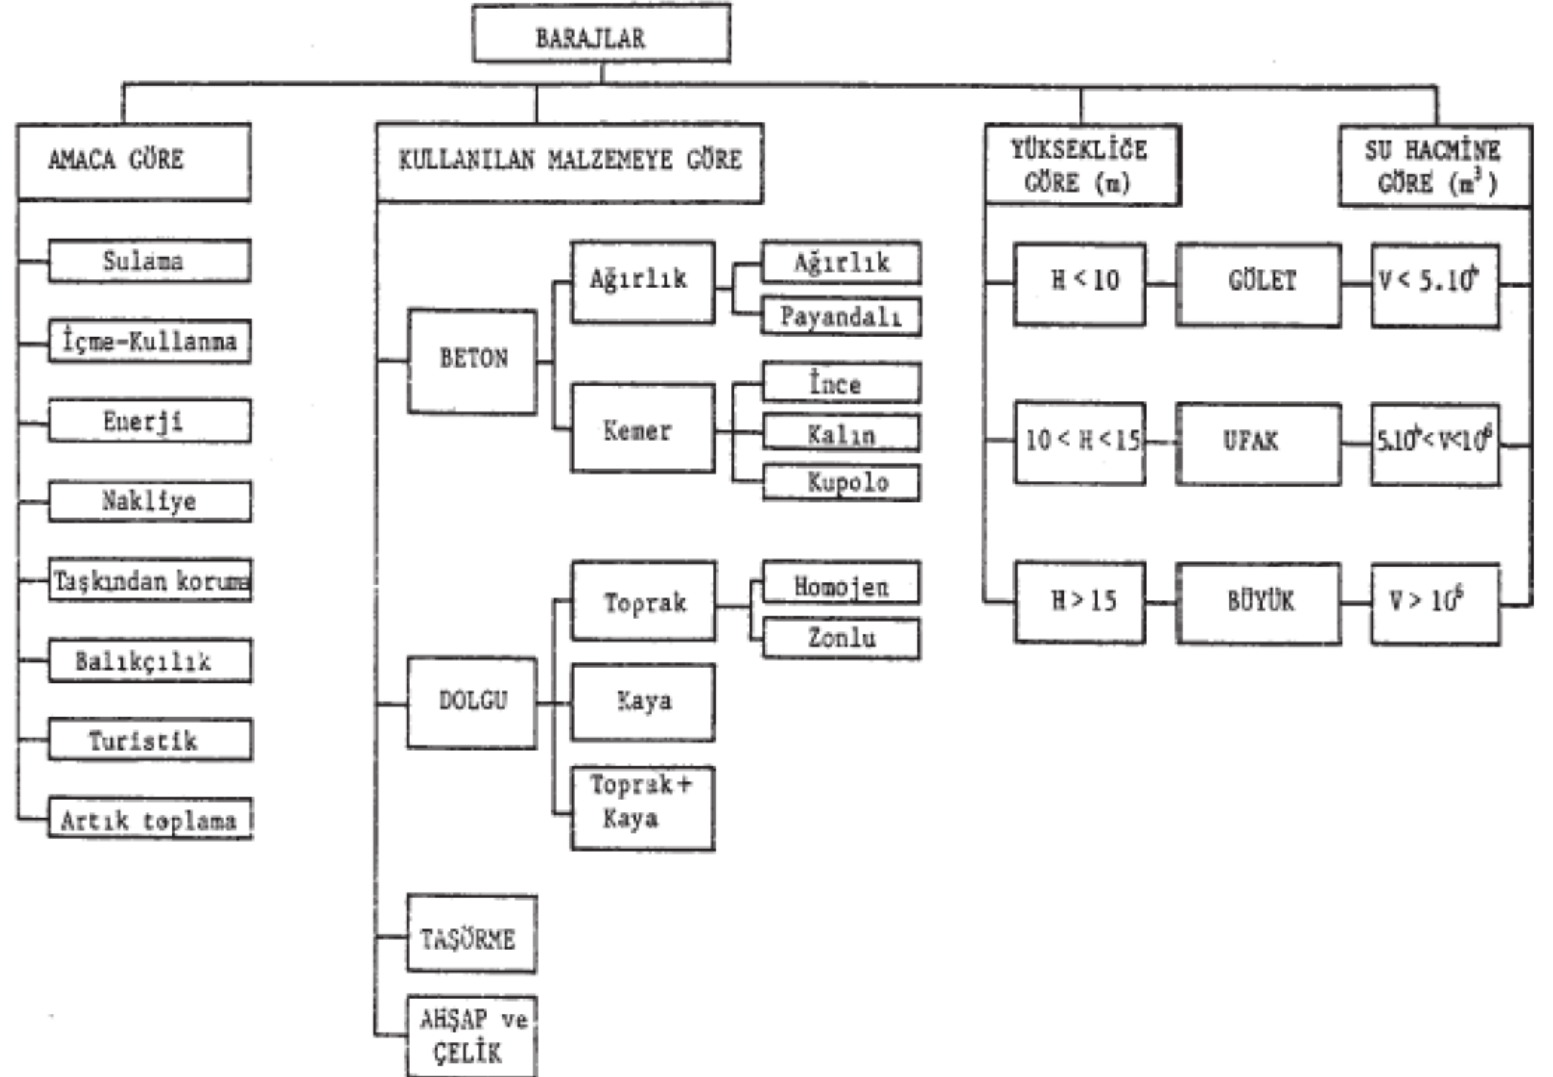 BARAJLAR
AMACA GÖRE
Sulama
İçme-Kullanma
Enerji
Nakliye
Taşkından koruma
Balıkçılık
Turistik
Artık toplama
KULLANILAN MALZEMEYE GÖRE
BETON
Ağırlık
Ağırlık
Payandalı
Kemer
İnce
Kalın
Kupolo
DOLGU
Toprak
Homojen
Zonlu
Kaya
Toprak+
Kaya
TAŞÖRME
AHŞAP ve
ÇELİK
YÜKSEKLİĞE
GÖRE (m)
SU HACMİNE
GÖRE (m³)
H < 10
GÖLET
V < 5.10⁴
10 < H < 15
UFAK
5.10⁴< V<10⁶
H > 15
BÜYÜK
V > 10⁶